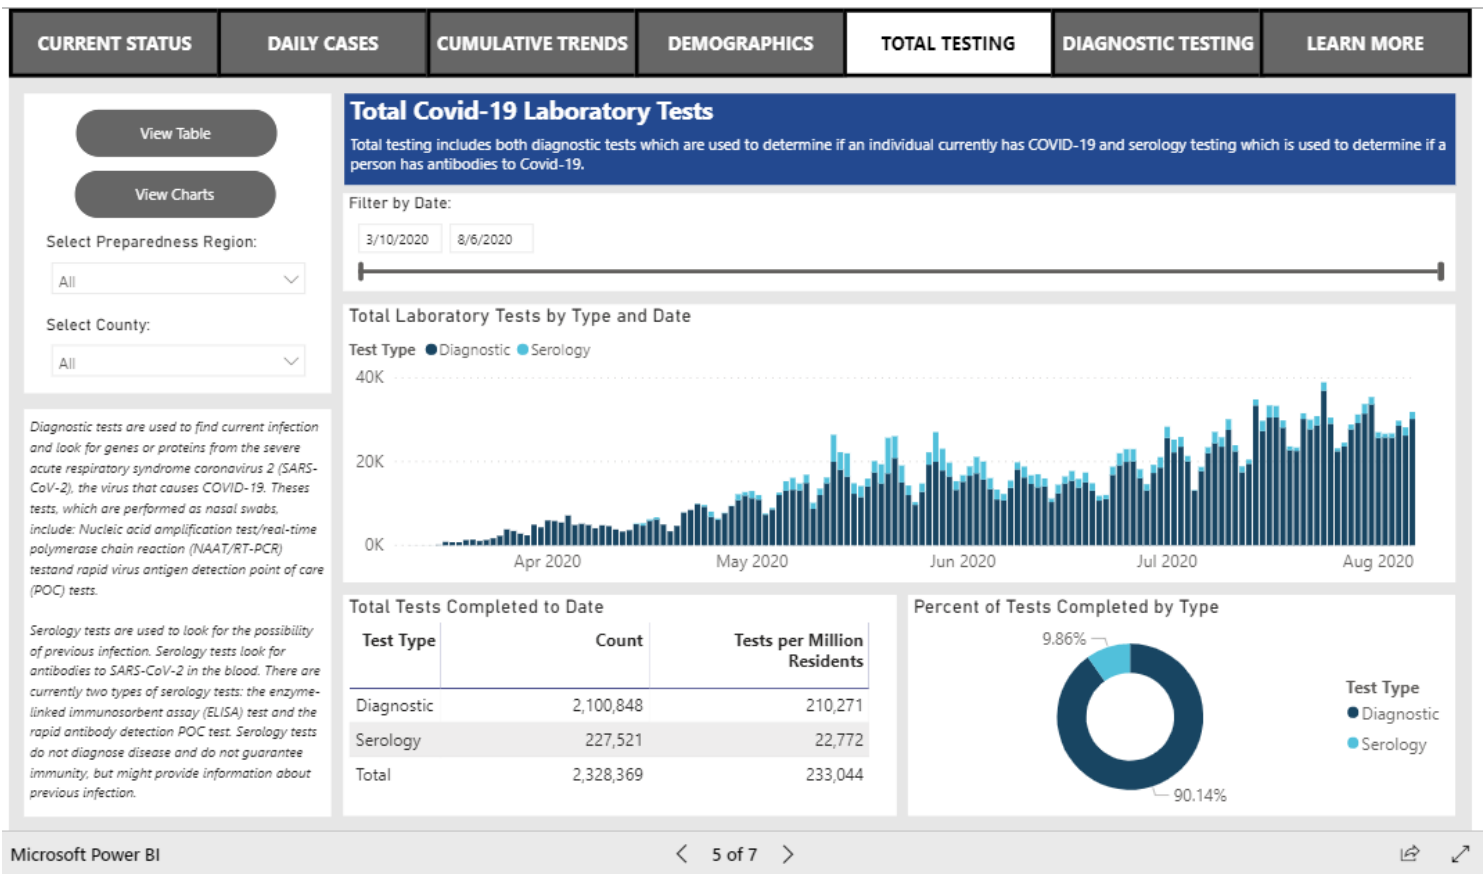 CURRENT STATUS
DAILY CASES
CUMULATIVE TRENDS
DEMOGRAPHICS
TOTAL TESTING
DIAGNOSTIC TESTING
LEARN MORE
View Table
View Charts
Select Preparedness Region:
All
Select County:
All
Diagnostic tests are used to find current infection
and look for genes or proteins from the severe
acute respiratory syndrome coronavirus 2 (SARS-
CoV-2), the virus that causes COVID-19. Theses
tests, which are performed as nasal swabs,
include: Nucleic acid amplification test/real-time
polymerase chain reaction (NAAT/RT-PCR)
testand rapid virus antigen detection point of care
(POC) tests.
Serology tests are used to look for the possibility
of previous infection. Serology tests look for
antibodies to SARS-CoV-2 in the blood. There are
currently two types of serology tests: the enzyme-
linked immunosorbent assay (ELISA) test and the
rapid antibody detection POC test. Serology tests
do not diagnose disease and do not guarantee
immunity, but might provide information about
previous infection.
Total Covid-19 Laboratory Tests
Total testing includes both diagnostic tests which are used to determine if an individual currently has COVID-19 and serology testing which is used to determine if a
person has antibodies to Covid-19.
Filter by Date:
3/10/2020
8/6/2020
Total Laboratory Tests by Type and Date
Test Type Diagnostic Serology
40K
20K
0K
Apr 2020
May 2020
Jun 2020
Jul 2020
Aug 2020
Total Tests Completed to Date
Test Type Count Tests per Million
Residents
Diagnostic 2,100,848 210,271
Serology 227,521 22,772
Total 2,328,369 233,044
Percent of Tests Completed by Type
9.86%
90.14%
Test Type
Diagnostic
Serology
Microsoft Power BI
5 of 7